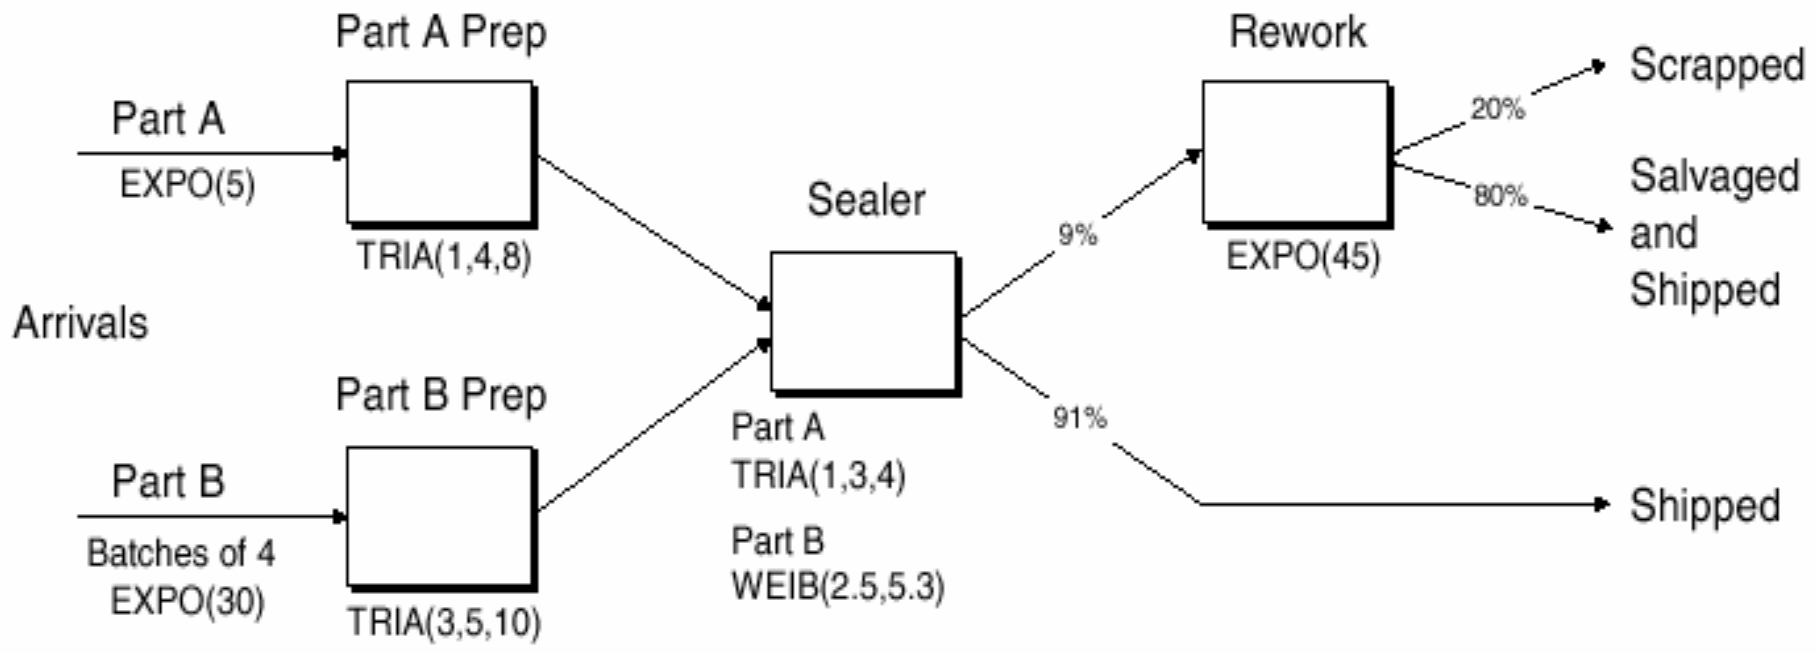 Part A Prep
Rework
Scrapped
20%
Part A
EXPO(5)
Salvaged
80%
and
Shipped
Sealer
9%
TRIA(1,4,8)
EXPO(45)
Arrivals
Part B Prep
91%
Part A
TRIA(1,3,4)
Part B
Shipped
Batches of 4
EXPO(30)
Part B
WEIB(2.5,5.3)
TRIA(3,5,10)